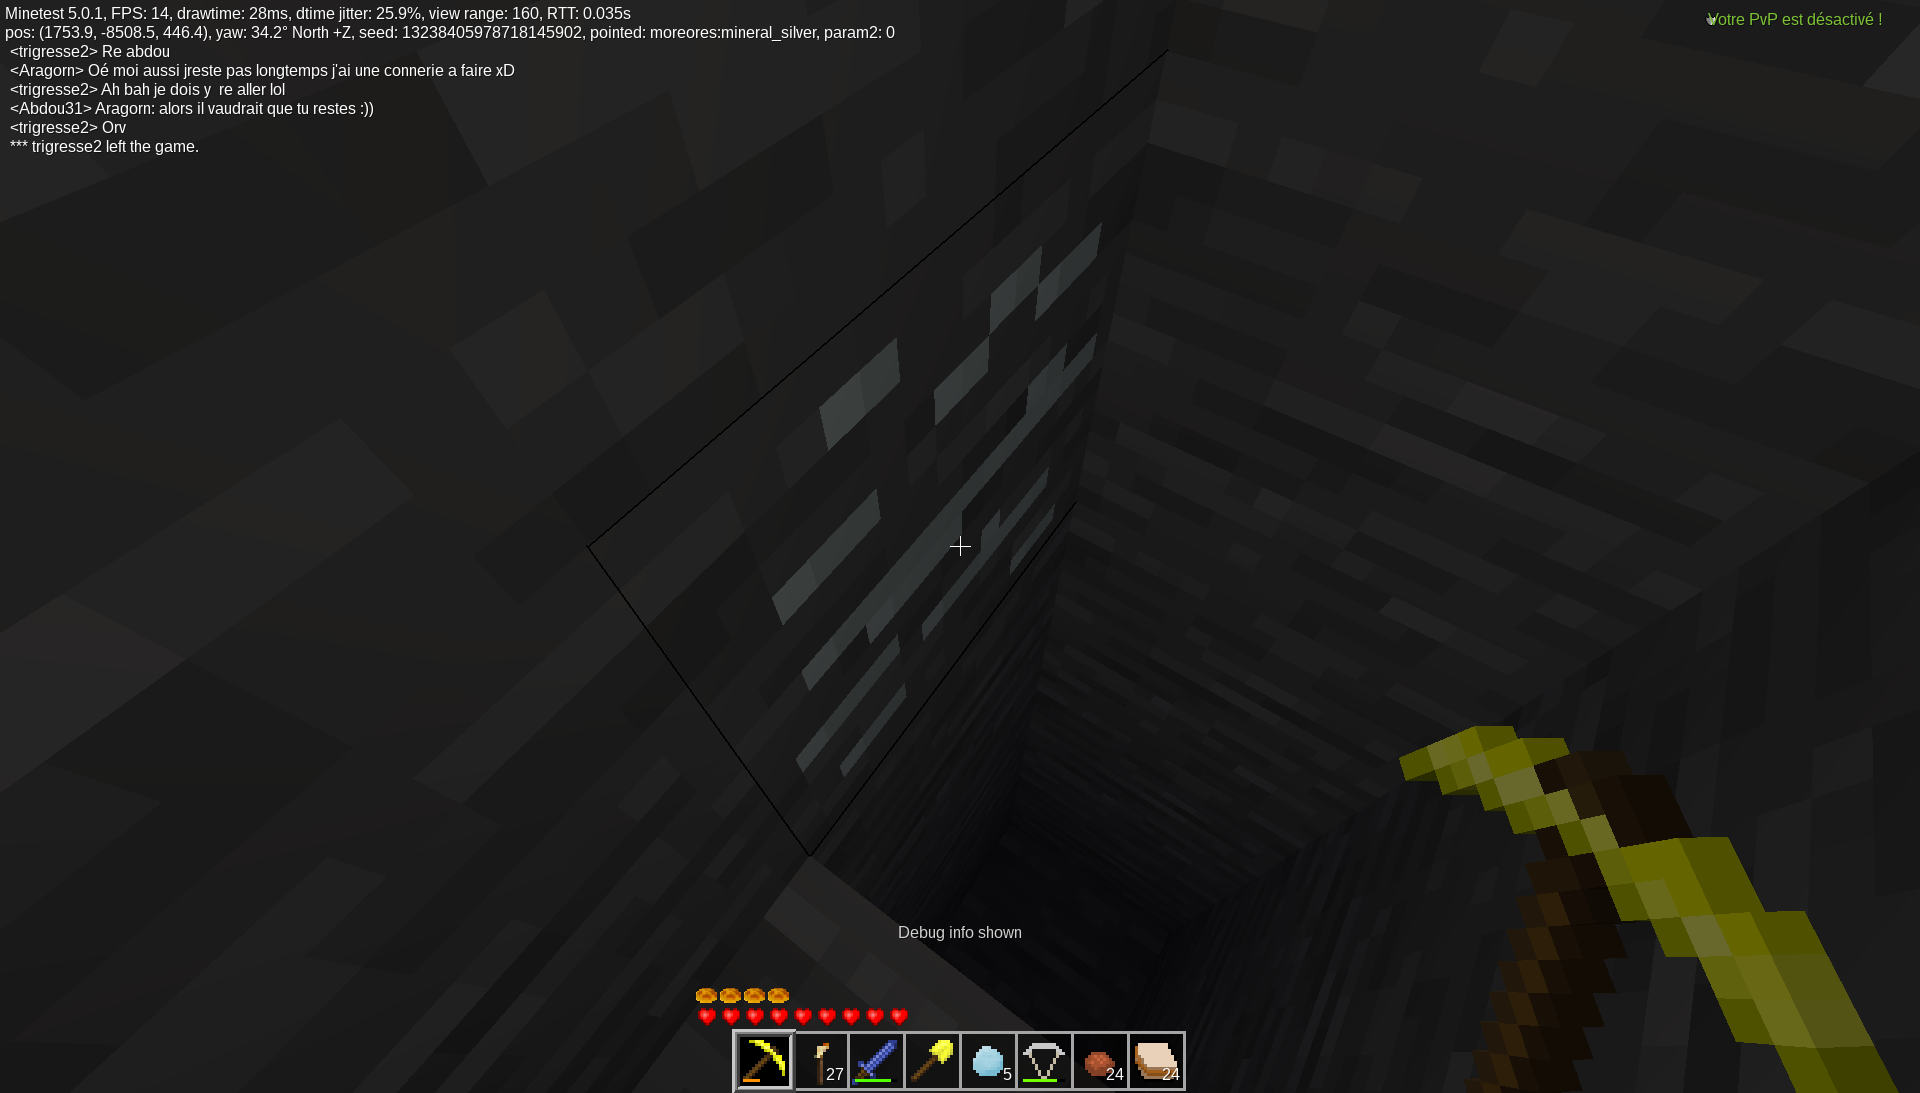 Minetest 5.0.1, FPS: 14, drawtime: 28ms, dtime jitter: 25.9%, view range: 160, RTT: 0.035s
Votre PvP est désactivé !
pos: (1753.9, -8508.5, 446.4), yaw: 34.2° North +Z, seed: 13238405978718145902, pointed: moreores:mineral_silver, param2: 0
<trigresse2> Re abdou
<Aragorn> Oé moi aussi jreste pas longtemps j'ai une connerie a faire xD
<trigresse2> Ah bah je dois y  re aller lol
<Abdou31> Aragorn: alors il vaudrait que tu restes :))
<trigresse2> Orv
*** trigresse2 left the game.
Debug info shown
27
5
24
24